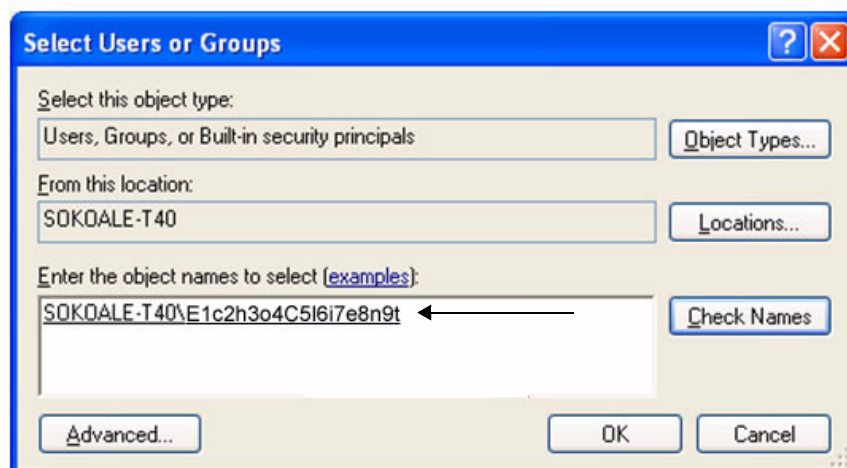 Select Users or Groups
?
Select this object type:
Users, Groups, or Built-in security principals
Object Types...
From this location:
SOKOALE-T40
Locations...
Enter the object names to select (examples):
SOKOALE-T40\E1c2h3o4C5l6i7e8n9t
Check Names
Advanced...
OK
Cancel